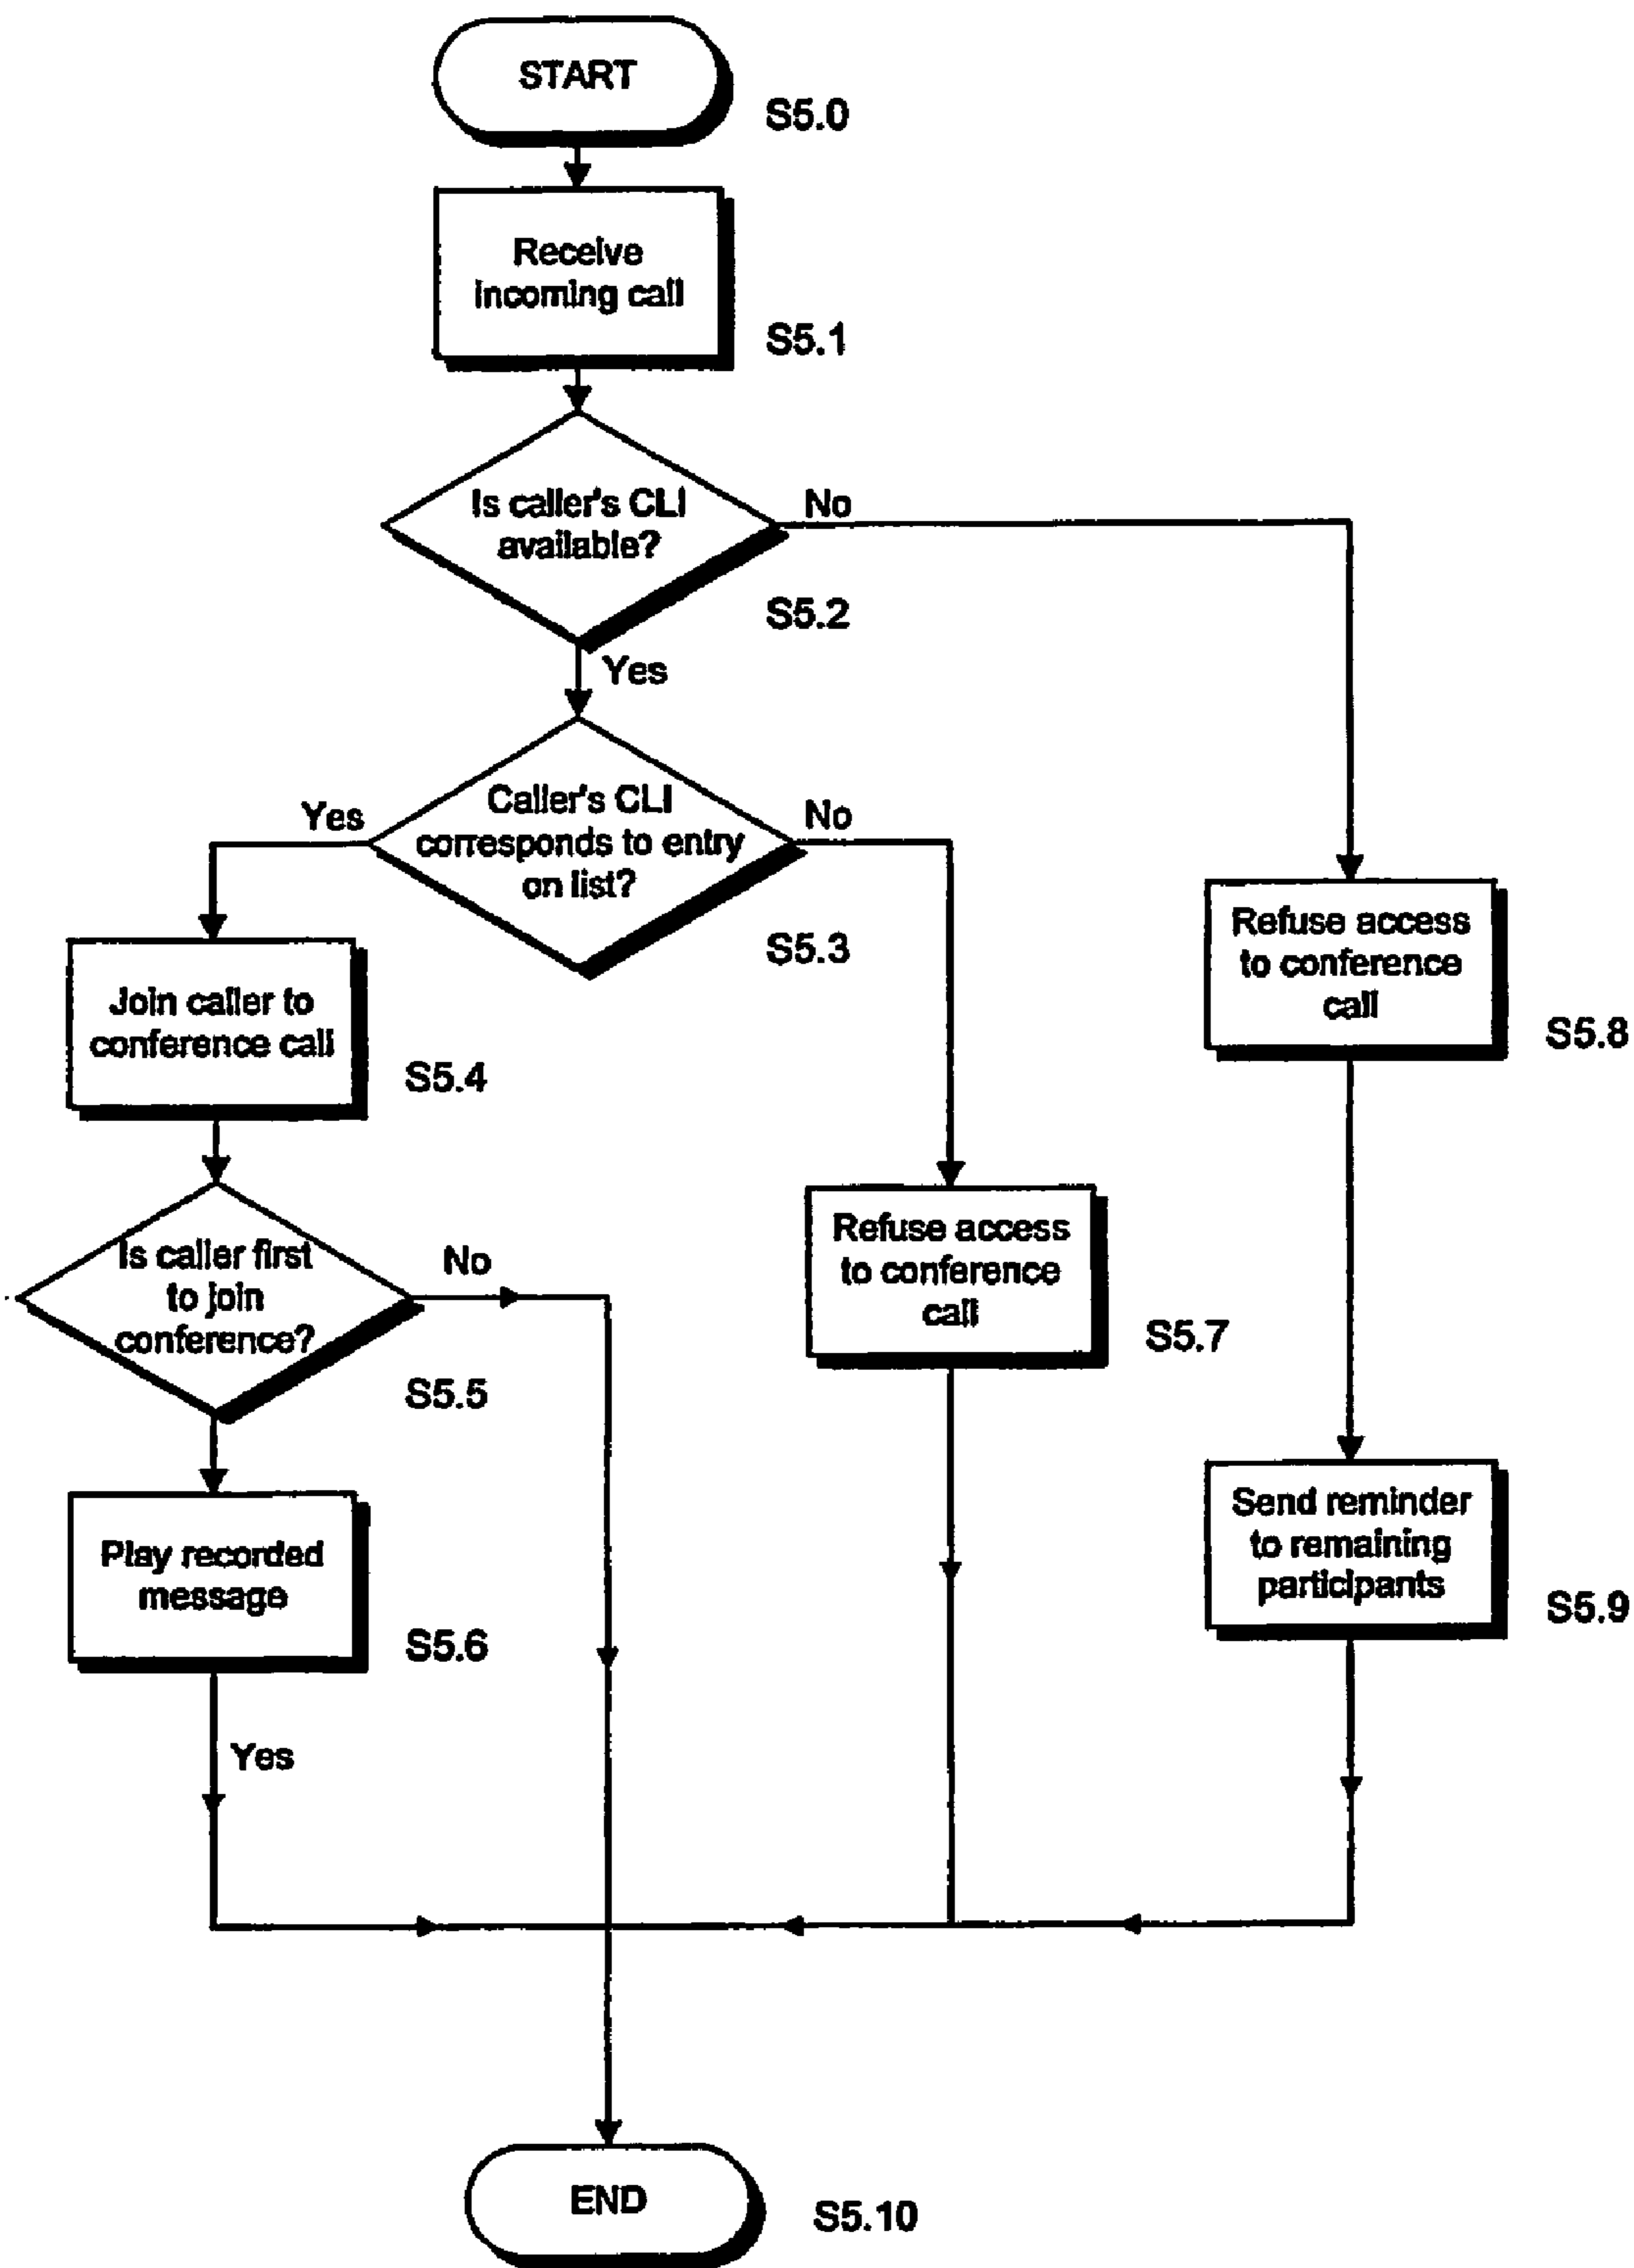 START
S5.0
Receive
incoming call
S5.1
Is caller's CLI
available?
No
S5.2
Yes
Caller's CLI
corresponds to entry
on list?
Yes
No
S5.3
Refuse access
to conference
call
S5.8
Join caller to
conference call
S5.4
Is caller first
to join
conference?
No
S5.5
Refuse access
to conference
call
S5.7
Play recorded
message
S5.6
Send reminder
to remaining
participants
S5.9
Yes
END
S5.10